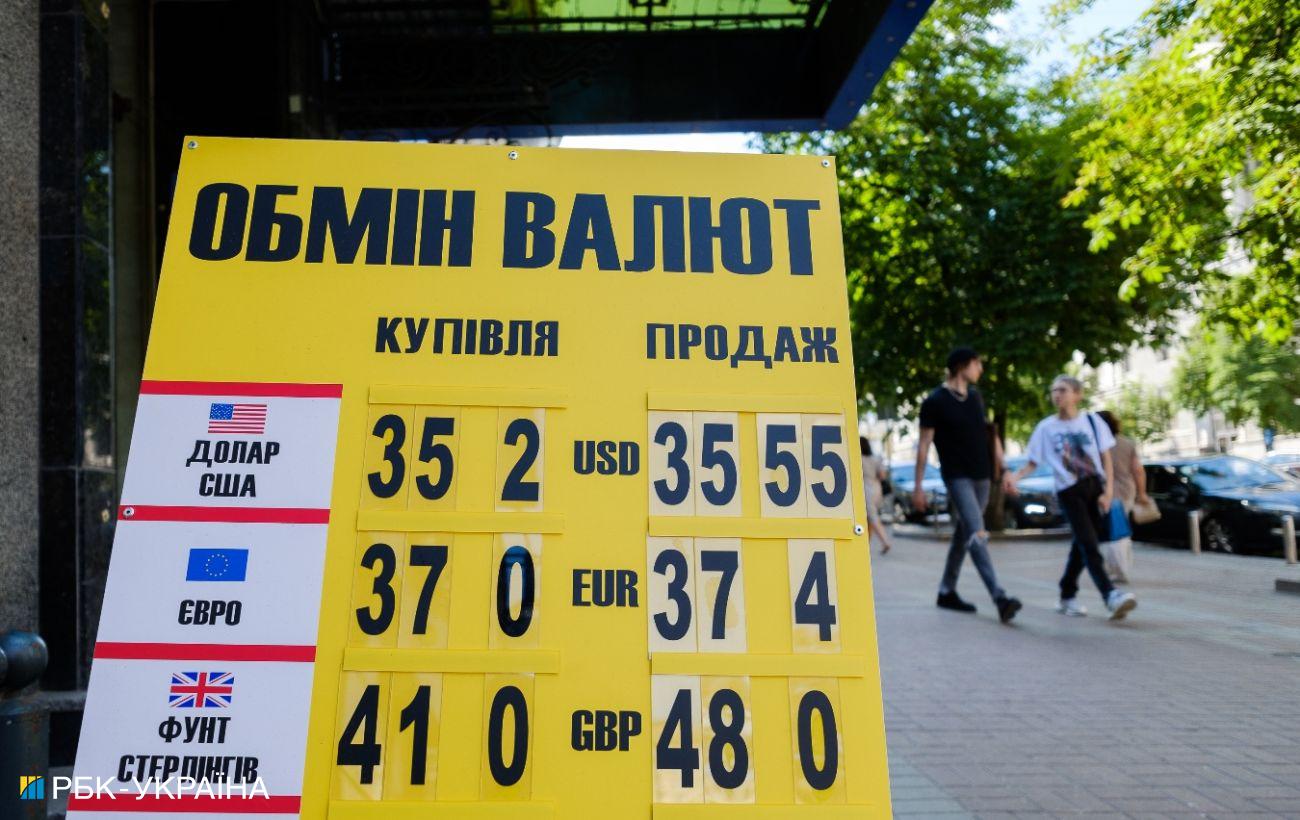 ОБМІН ВАЛЮТ
КУПІВЛЯ ПРОДАЖ
ДОЛАР
США
35 2 USD 35 55
ЄВРО
37 0 EUR 37 4
ФУНТ
СТЕРЛІНГІВ
41 0 GBP 48 0
РБК-УКРАЇНА